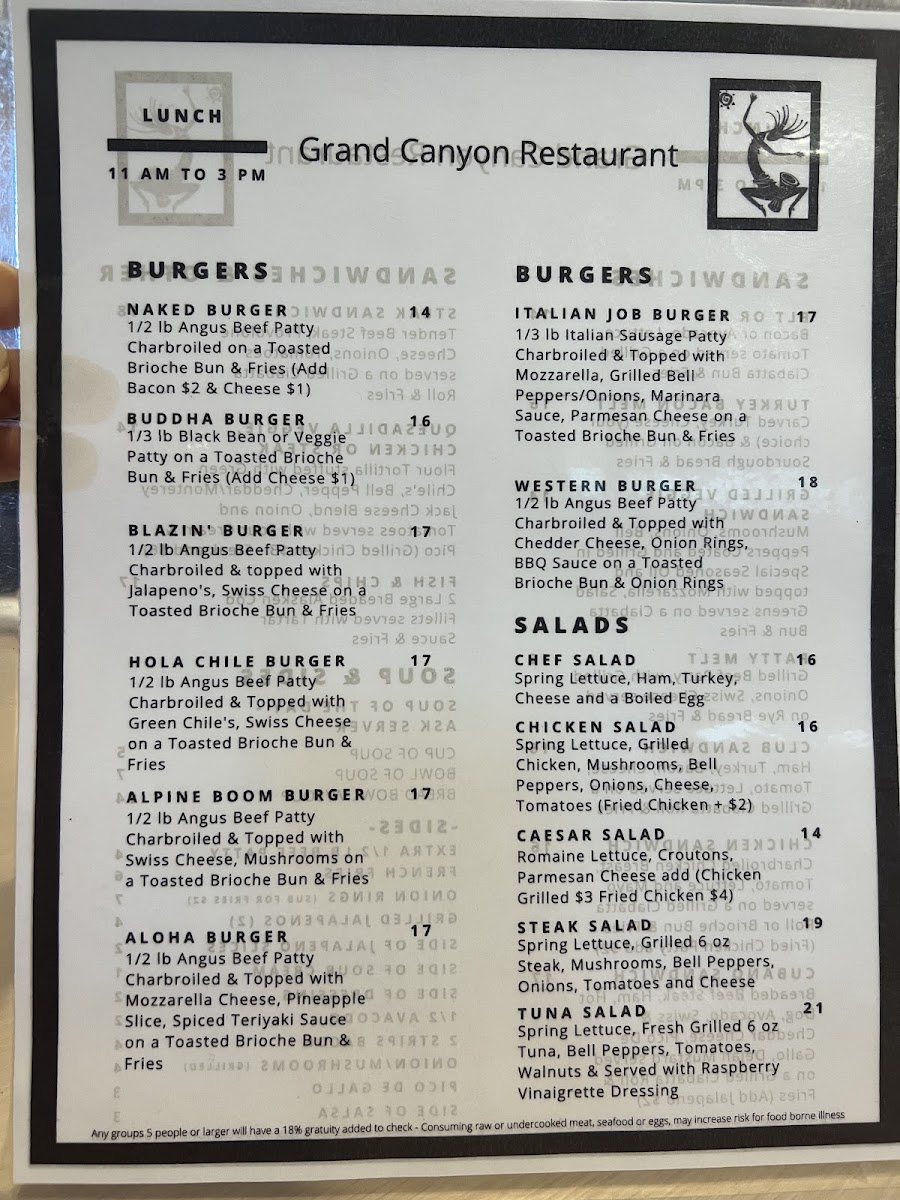 LUNCH
11 AM TO 3 PM
Grand Canyon Restaurant
BURGERS
NAKED BURGER 14
1/2 lb Angus Beef Patty
Charbroiled on a Toasted
Brioche Bun & Fries (Add
Bacon $2 & Cheese $1)
BUDDHA BURGER 16
1/3 lb Black Bean or Veggie
Patty on a Toasted Brioche
Bun & Fries (Add Cheese $1)
BLAZIN' BURGER 17
1/2 lb Angus Beef Patty
Charbroiled & topped with
Jalapeno's, Swiss Cheese on a
Toasted Brioche Bun & Fries
HOLA CHILE BURGER 17
1/2 lb Angus Beef Patty
Charbroiled & Topped with
Green Chile's, Swiss Cheese
on a Toasted Brioche Bun &
Fries
ALPINE BOOM BURGER 17
1/2 lb Angus Beef Patty
Charbroiled & Topped with
Swiss Cheese, Mushrooms on
a Toasted Brioche Bun & Fries
ALOHA BURGER 17
1/2 lb Angus Beef Patty
Charbroiled & Topped with
Mozzarella Cheese, Pineapple
Slice, Spiced Teriyaki Sauce
on a Toasted Brioche Bun &
Fries
BURGERS
ITALIAN JOB BURGER 17
1/3 lb Italian Sausage Patty
Charbroiled & Topped with
Mozzarella, Grilled Bell
Peppers/Onions, Marinara
Sauce, Parmesan Cheese on a
Toasted Brioche Bun & Fries
WESTERN BURGER 18
1/2 lb Angus Beef Patty
Charbroiled & Topped with
Chedder Cheese, Onion Rings,
BBQ Sauce on a Toasted
Brioche Bun & Onion Rings
SALADS
CHEF SALAD 16
Spring Lettuce, Ham, Turkey,
Cheese and a Boiled Egg
CHICKEN SALAD 16
Spring Lettuce, Grilled
Chicken, Mushrooms, Bell
Peppers, Onions, Cheese,
Tomatoes (Fried Chicken + $2)
CAESAR SALAD 14
Romaine Lettuce, Croutons,
Parmesan Cheese add (Chicken
Grilled $3 Fried Chicken $4)
STEAK SALAD 19
Spring Lettuce, Grilled 6 oz
Steak, Mushrooms, Bell Peppers,
Onions, Tomatoes and Cheese
TUNA SALAD 21
Spring Lettuce, Fresh Grilled 6 oz
Tuna, Bell Peppers, Tomatoes,
Walnuts & Served with Raspberry
Vinaigrette Dressing
Any groups 5 people or larger will have a 18% gratuity added to check - Consuming raw or undercooked meat, seafood or eggs, may increase risk for food borne illness